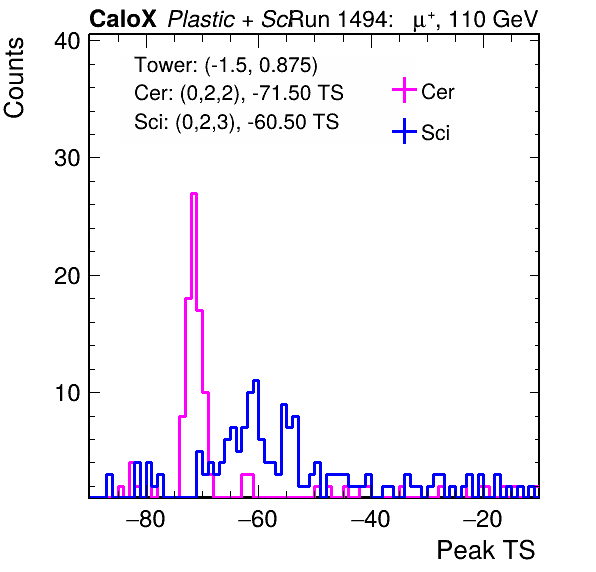 CaloX Plastic + Sci Run 1494: μ⁺, 110 GeV
Counts
40
30
20
10
Tower: (-1.5, 0.875)
Cer: (0,2,2), -71.50 TS
Sci: (0,2,3), -60.50 TS
Cer
Sci
−80 −60 −40 −20
Peak TS